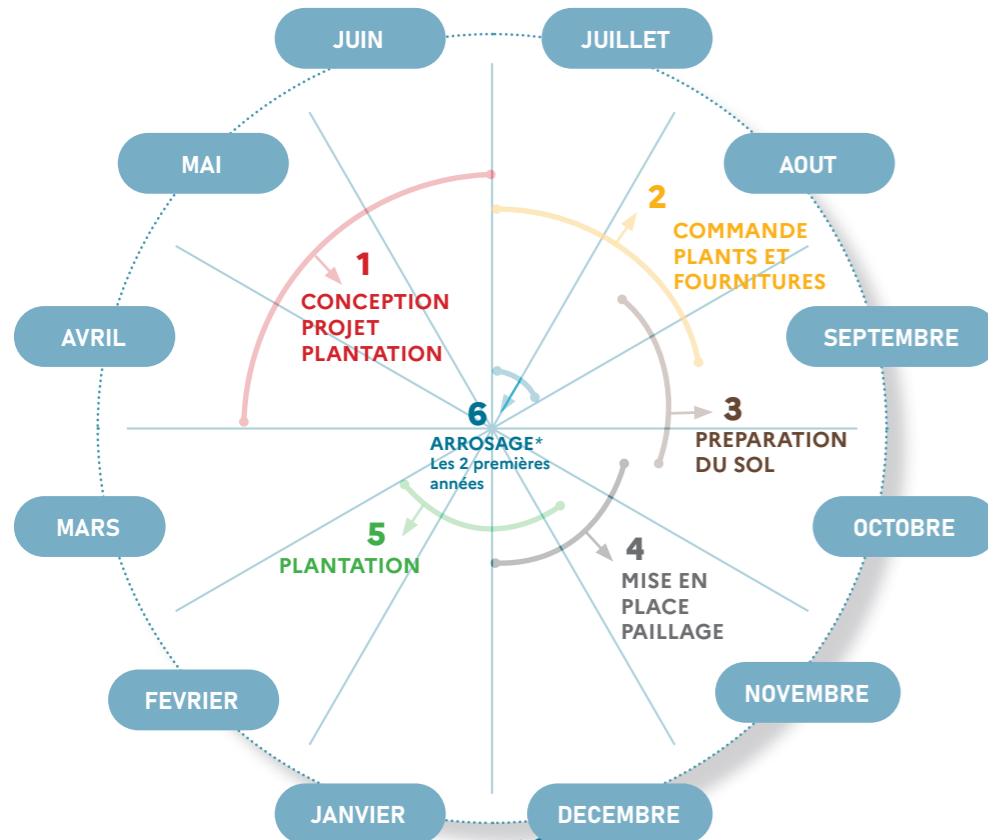 JUIN
JUILLET
MAI
AOUT
2
COMMANDE
PLANTS ET
FOURNITURES
1
CONCEPTION
PROJET
PLANTATION
AVRIL
SEPTEMBRE
6
ARROSAGE*
Les 2 premières
années
3
PREPARATION
DU SOL
MARS
OCTOBRE
5
PLANTATION
4
MISE EN
PLACE
PAILLAGE
FEVRIER
NOVEMBRE
JANVIER
DECEMBRE